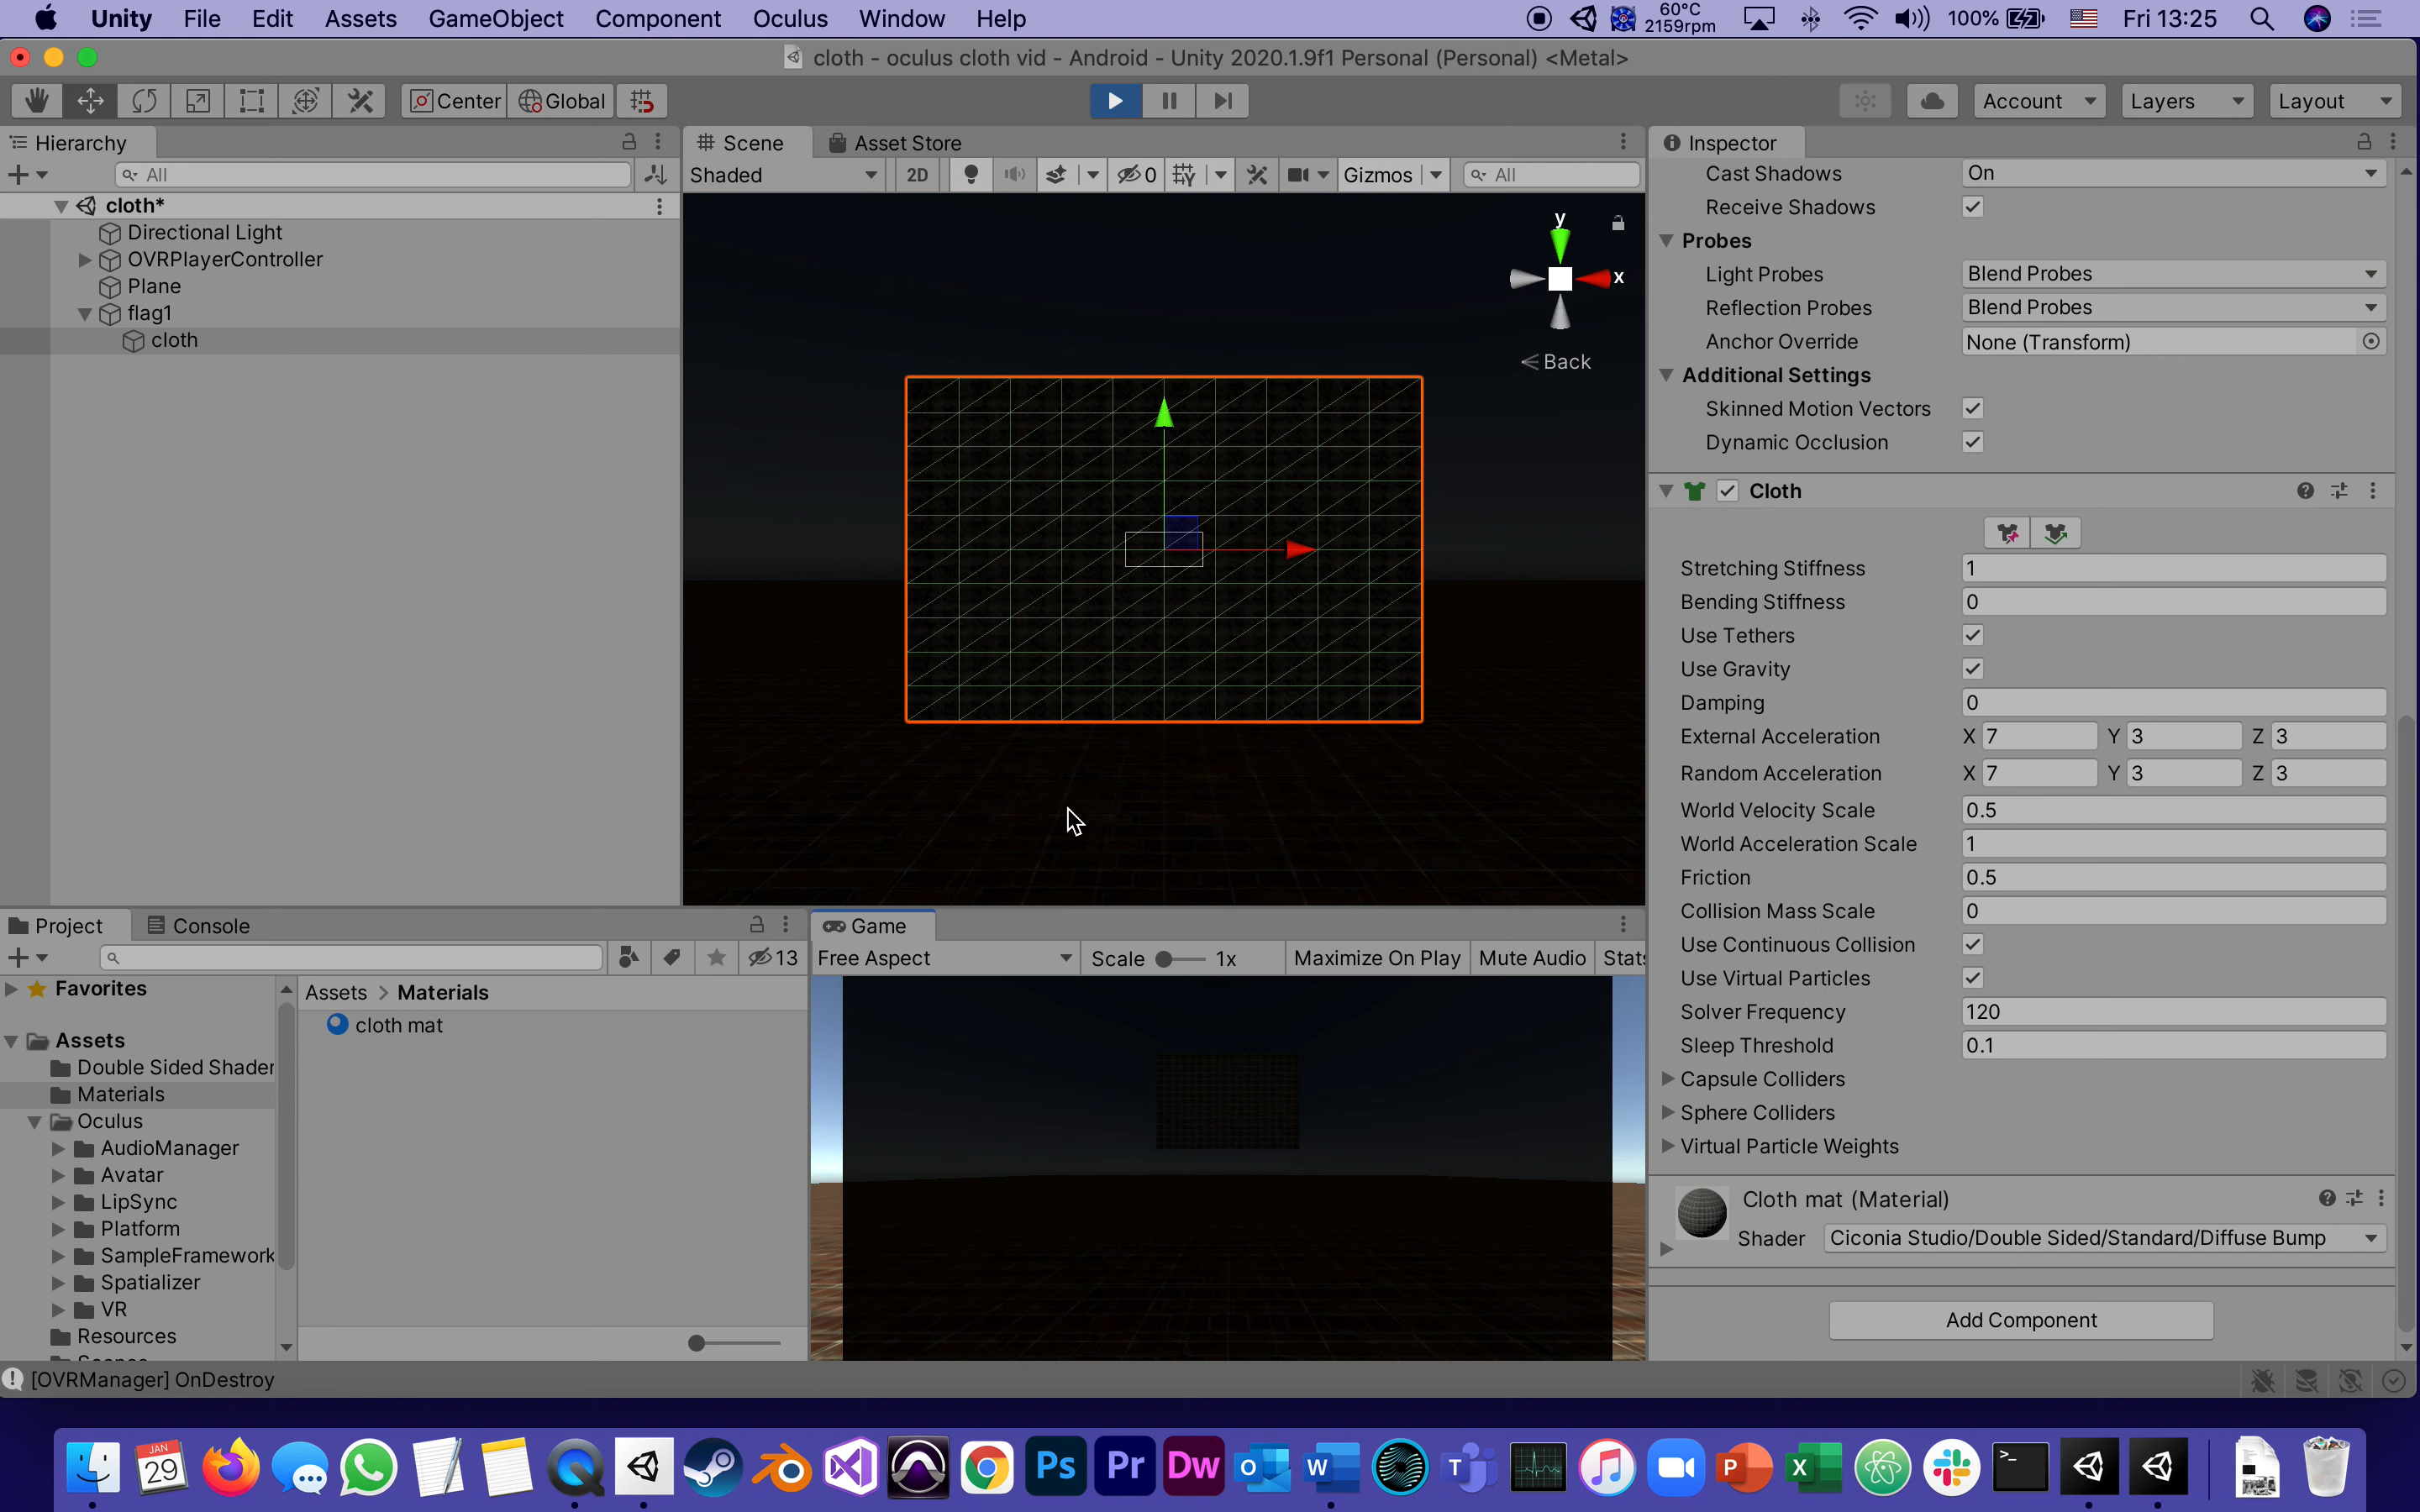 Unity File Edit Assets GameObject Component Oculus Window Help 60°C 2159rpm 100% Fri 13:25
cloth - oculus cloth vid - Android - Unity 2020.1.9f1 Personal (Personal) <Metal>
Center Global Account Layers Layout
Hierarchy
All
cloth*
Directional Light
OVRPlayerController
Plane
flag1
cloth
Scene Asset Store
Shaded 2D 0 Gizmos All
y
x
Back
Inspector
Cast Shadows On
Receive Shadows
Probes
Light Probes Blend Probes
Reflection Probes Blend Probes
Anchor Override None (Transform)
Additional Settings
Skinned Motion Vectors
Dynamic Occlusion
Cloth
Stretching Stiffness 1
Bending Stiffness 0
Use Tethers
Use Gravity
Damping 0
External Acceleration X 7 Y 3 Z 3
Random Acceleration X 7 Y 3 Z 3
World Velocity Scale 0.5
World Acceleration Scale 1
Friction 0.5
Collision Mass Scale 0
Use Continuous Collision
Use Virtual Particles
Solver Frequency 120
Sleep Threshold 0.1
Capsule Colliders
Sphere Colliders
Virtual Particle Weights
Cloth mat (Material)
Shader Ciconia Studio/Double Sided/Standard/Diffuse Bump
Add Component
Project Console
13
Favorites
Assets
Double Sided Shader
Materials
Oculus
AudioManager
Avatar
LipSync
Platform
SampleFramework
Spatializer
VR
Resources
Assets > Materials
cloth mat
Game
Free Aspect Scale 1x Maximize On Play Mute Audio Stats
[OVRManager] OnDestroy
JAN
29
Ps Pr Dw O W T P X